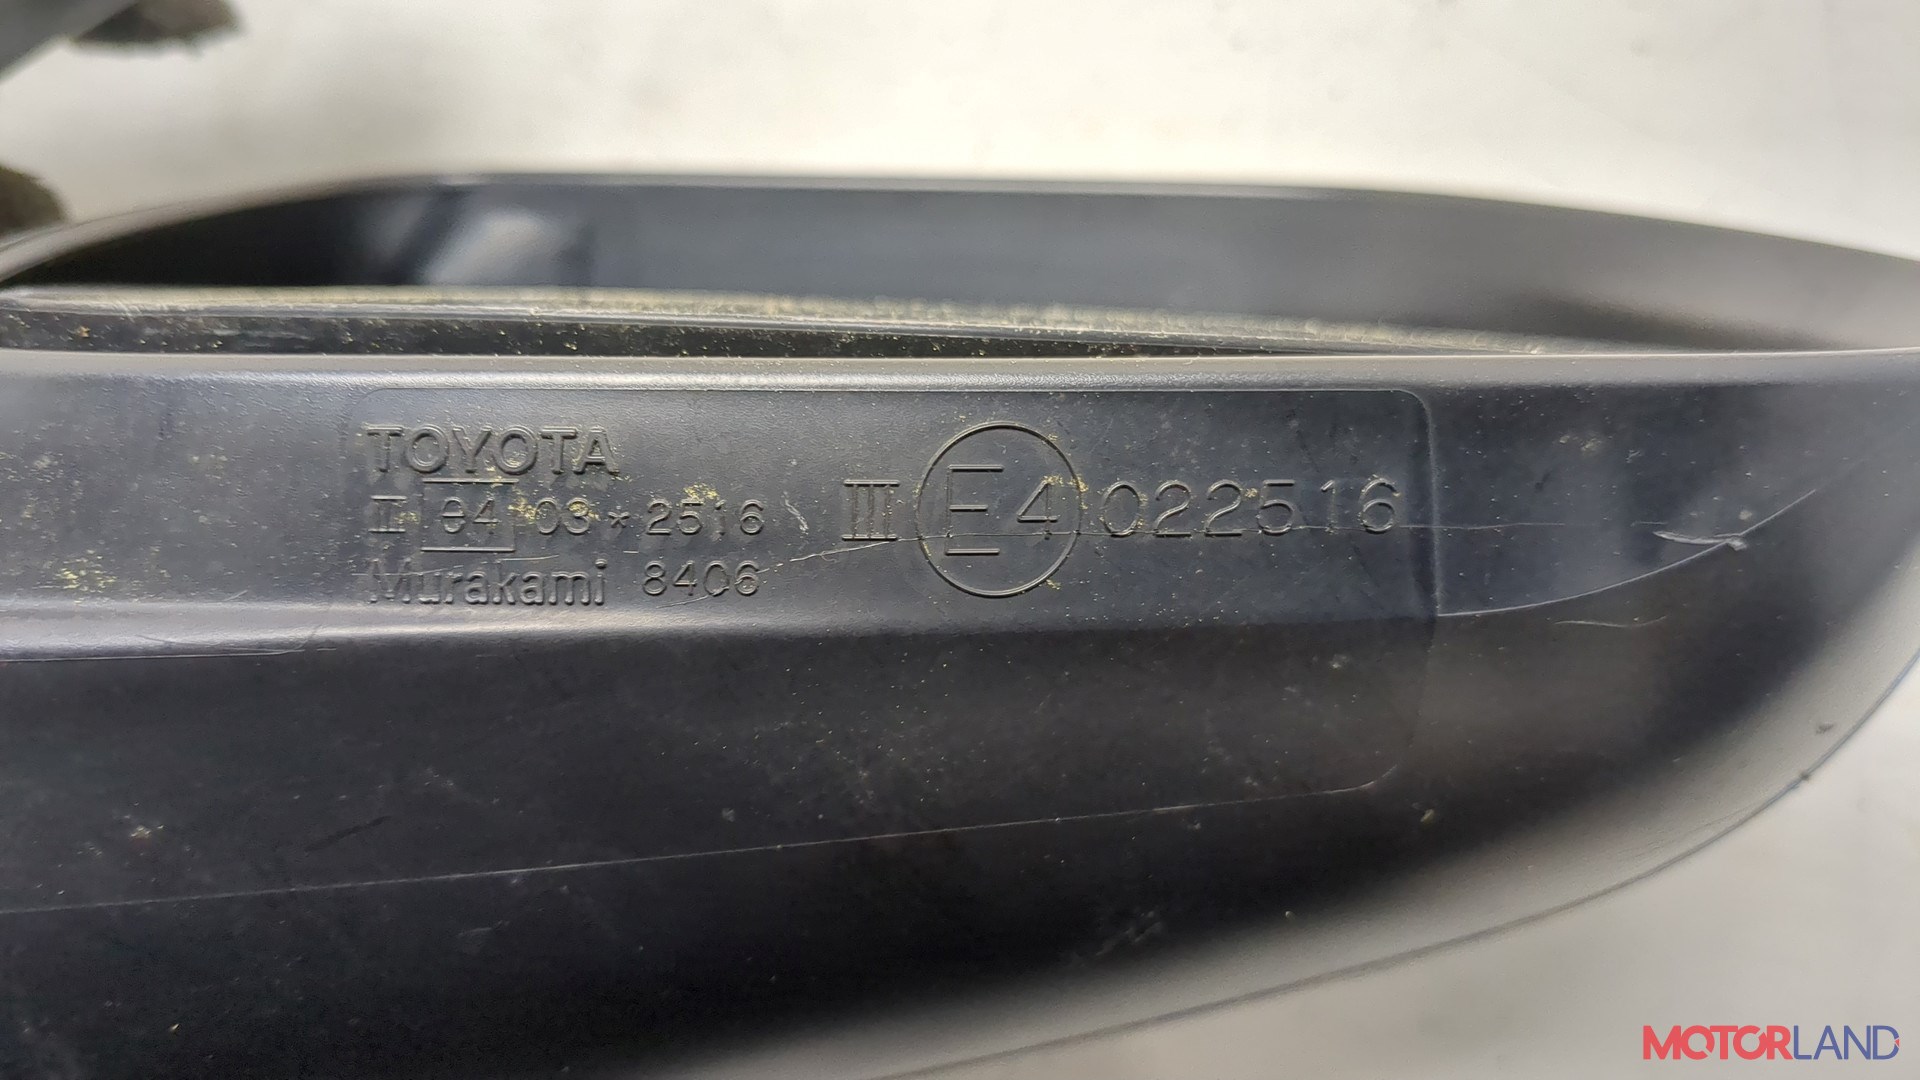 TOYOTA
II e4 03*2516
Murakami 8406
III E4 022516
MOTORLAND